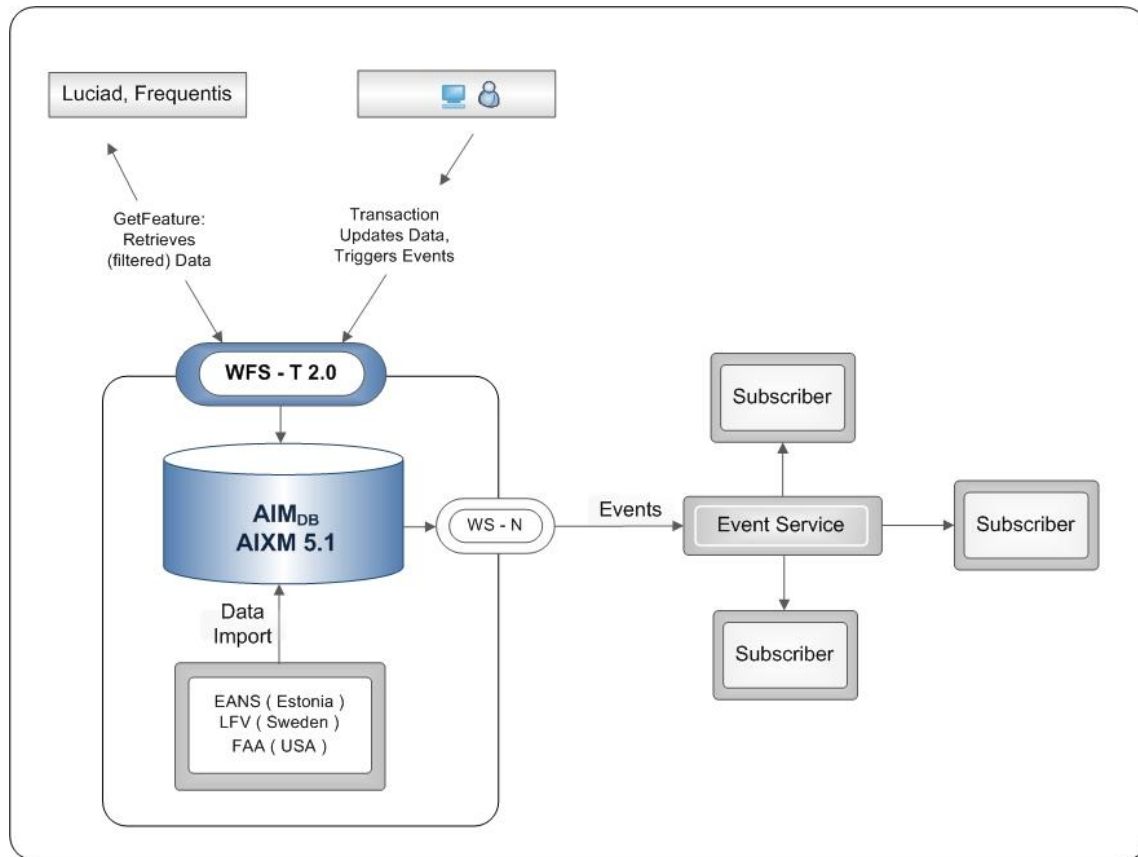 Luciad, Frequentis
GetFeature:
Retrieves
(filtered) Data
Transaction
Updates Data,
Triggers Events
WFS - T 2.0
AIMDB
AIXM 5.1
WS - N
Events
Event Service
Subscriber
Subscriber
Subscriber
Data
Import
EANS ( Estonia )
LFV ( Sweden )
FAA ( USA )